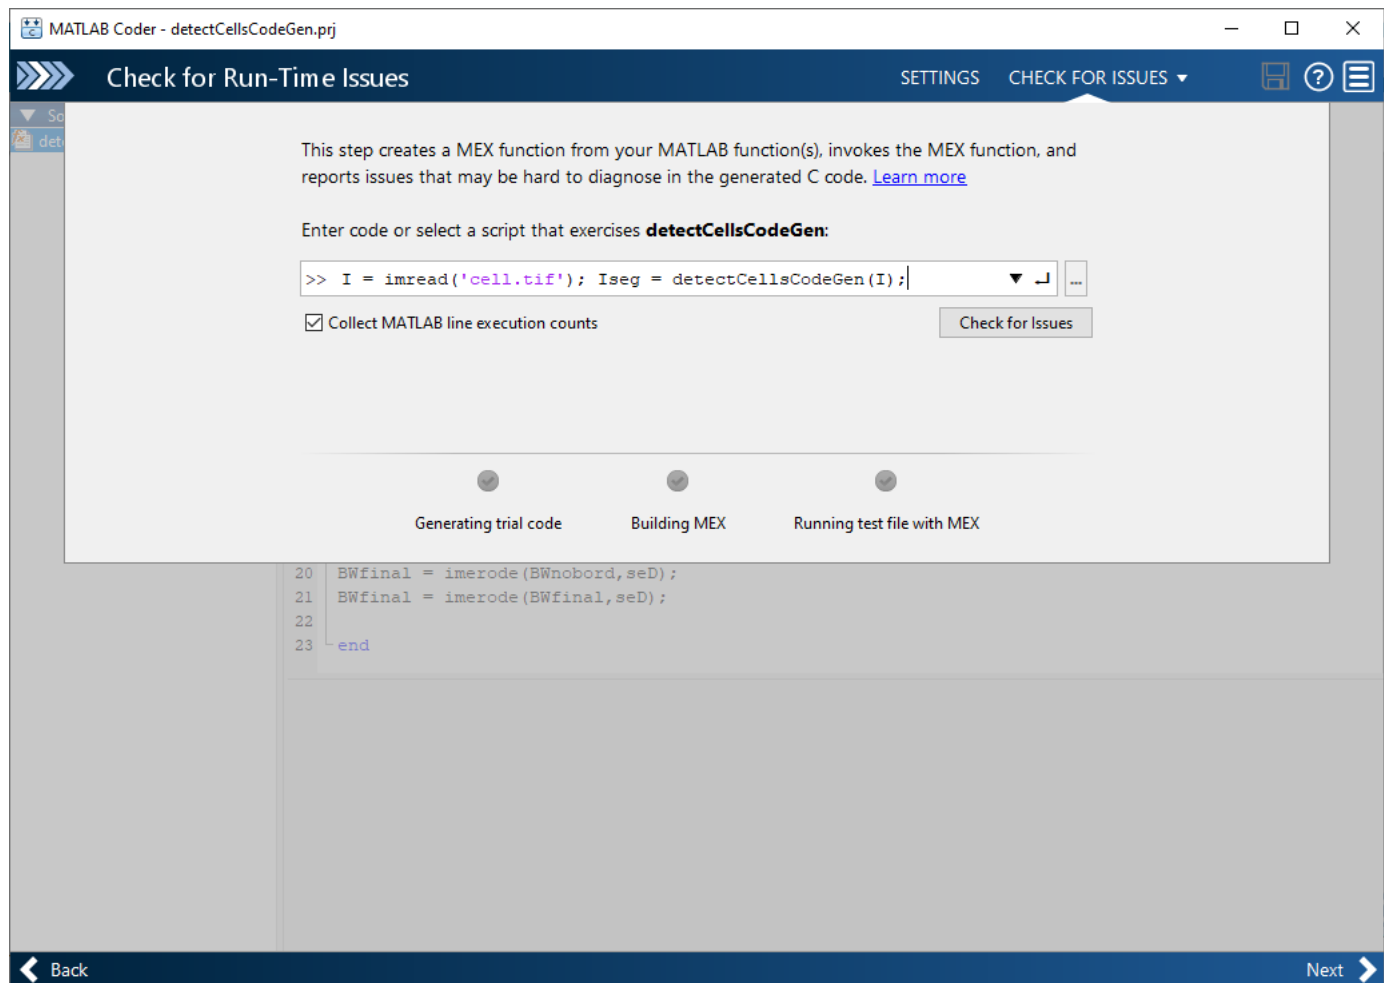 MATLAB Coder - detectCellsCodeGen.prj
Check for Run-Time Issues
SETTINGS
CHECK FOR ISSUES
This step creates a MEX function from your MATLAB function(s), invokes the MEX function, and
reports issues that may be hard to diagnose in the generated C code. Learn more
Enter code or select a script that exercises detectCellsCodeGen:
>> I = imread('cell.tif'); Iseg = detectCellsCodeGen(I);
...
Collect MATLAB line execution counts
Check for Issues
Generating trial code
Building MEX
Running test file with MEX
20 BWfinal = imerode(BWnobord,seD);
21 BWfinal = imerode(BWfinal,seD);
22
23 end
Back
Next